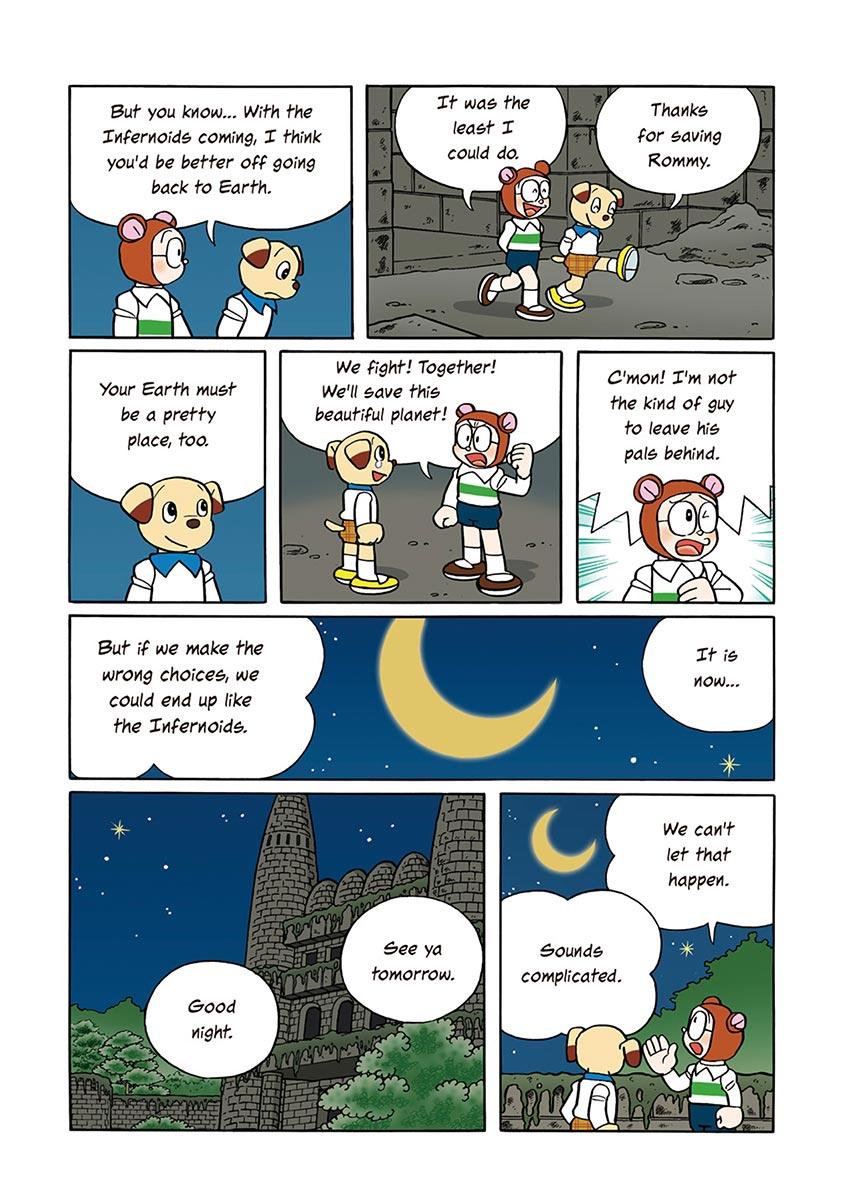 Thanks
for saving
Rommy.
It was the
least I
could do.
But you know... With the
Infernoids coming, I think
you'd be better off going
back to Earth.
C'mon! I'm not
the kind of guy
to leave his
pals behind.
We fight! Together!
We'll save this
beautiful planet!
Your Earth must
be a pretty
place, too.
It is
now...
But if we make the
wrong choices, we
could end up like
the Infernoids.
We can't
let that
happen.
Sounds
complicated.
See ya
tomorrow.
Good
night.